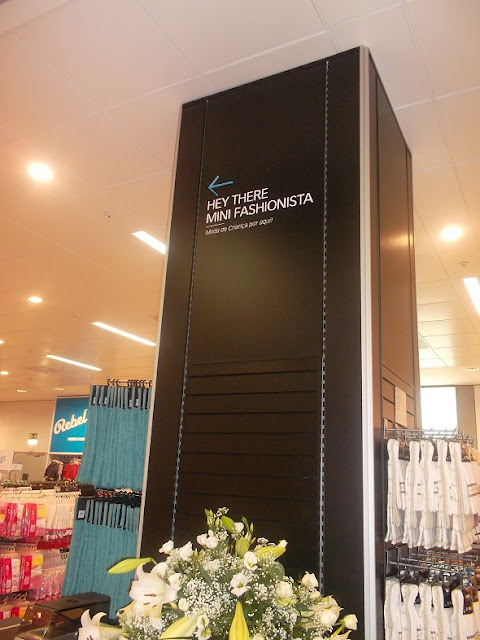 HEY THERE
MINI FASHIONISTA
Moda de Criança por aqui!
Rebel